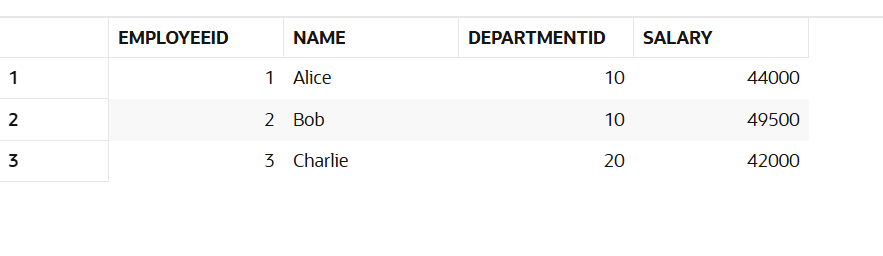 EMPLOYEEID NAME DEPARTMENTID SALARY
1 1 Alice 10 44000
2 2 Bob 10 49500
3 3 Charlie 20 42000